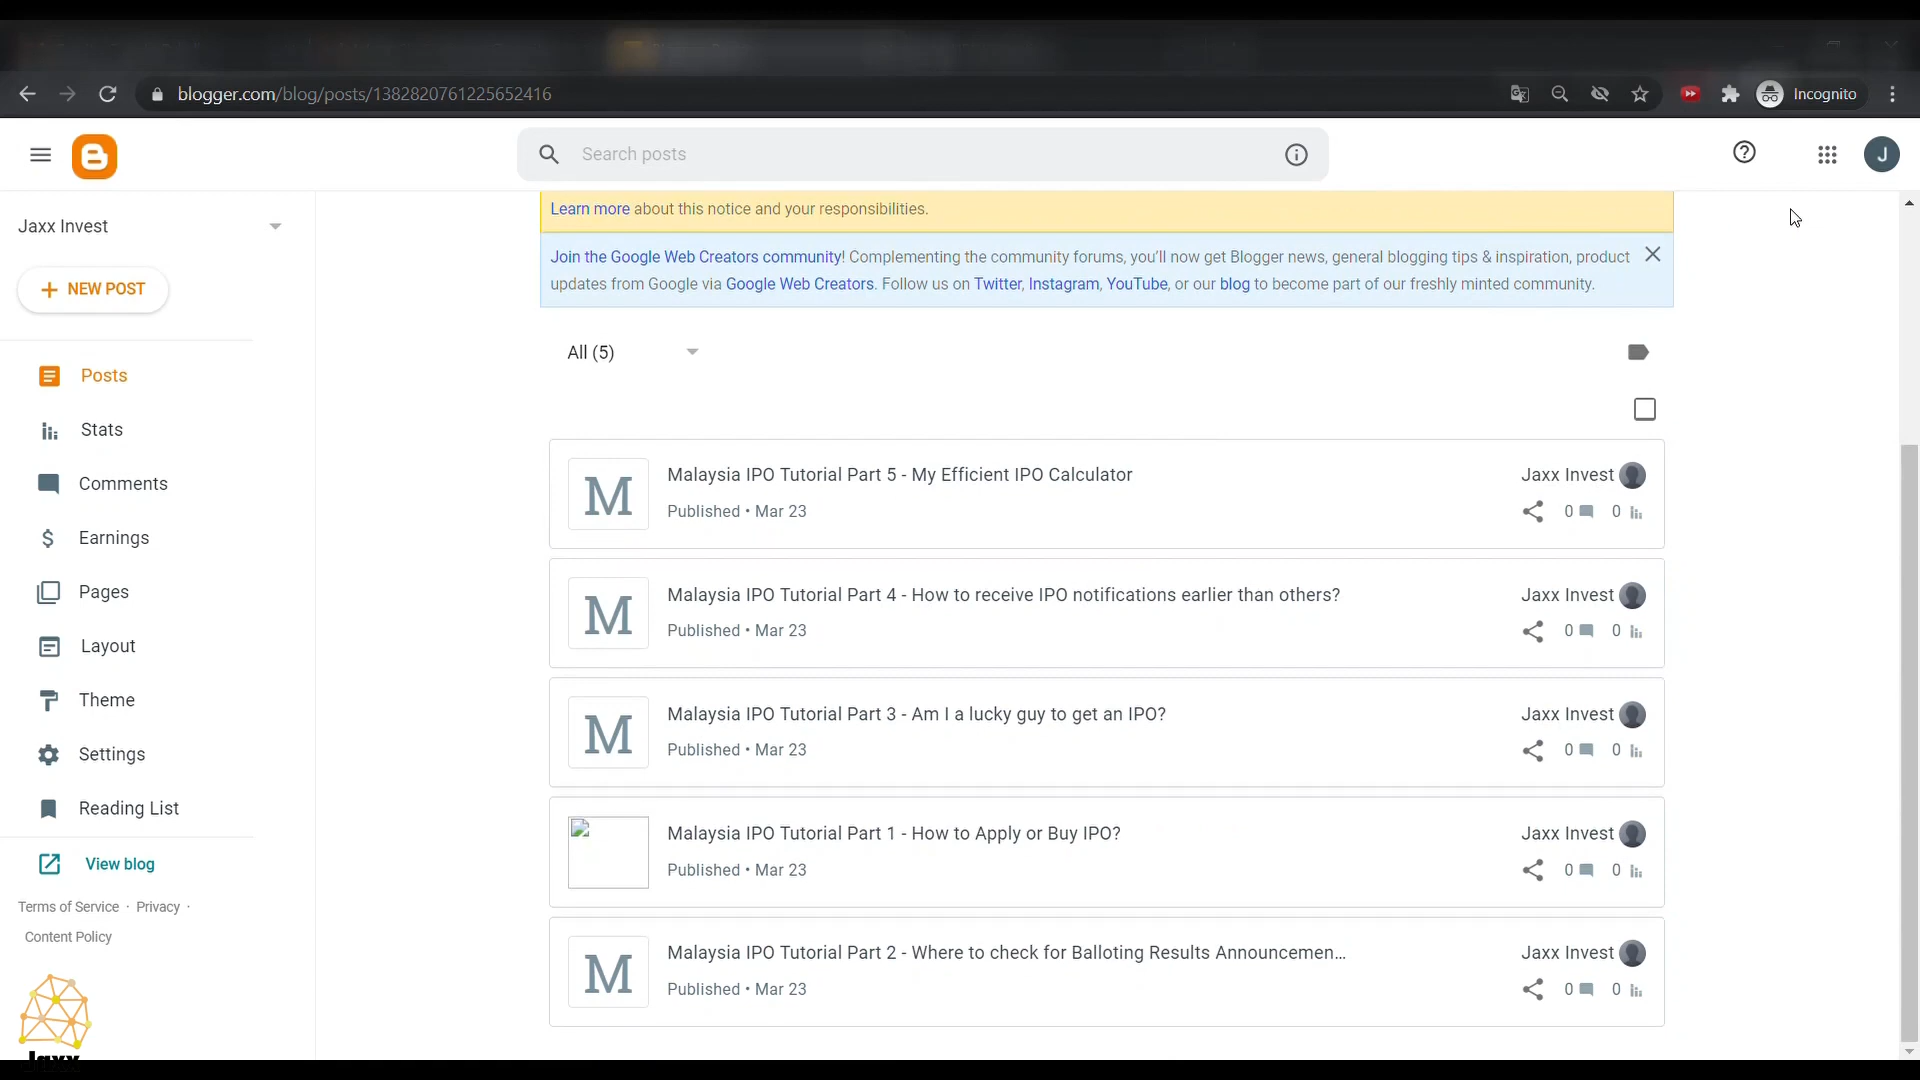 blogger.com/blog/posts/1382820761225652416
Incognito
Search posts
J
Jaxx Invest
NEW POST
Posts
Stats
Comments
Earnings
Pages
Layout
Theme
Settings
Reading List
View blog
Terms of Service · Privacy ·
Content Policy
Jaxx
Learn more about this notice and your responsibilities.
Join the Google Web Creators community! Complementing the community forums, you'll now get Blogger news, general blogging tips & inspiration, product
updates from Google via Google Web Creators. Follow us on Twitter, Instagram, YouTube, or our blog to become part of our freshly minted community.
All (5)
M
Malaysia IPO Tutorial Part 5 - My Efficient IPO Calculator
Jaxx Invest
Published • Mar 23
0 0
M
Malaysia IPO Tutorial Part 4 - How to receive IPO notifications earlier than others?
Jaxx Invest
Published • Mar 23
0 0
M
Malaysia IPO Tutorial Part 3 - Am I a lucky guy to get an IPO?
Jaxx Invest
Published • Mar 23
0 0
Malaysia IPO Tutorial Part 1 - How to Apply or Buy IPO?
Jaxx Invest
Published • Mar 23
0 0
M
Malaysia IPO Tutorial Part 2 - Where to check for Balloting Results Announcemen...
Jaxx Invest
Published • Mar 23
0 0